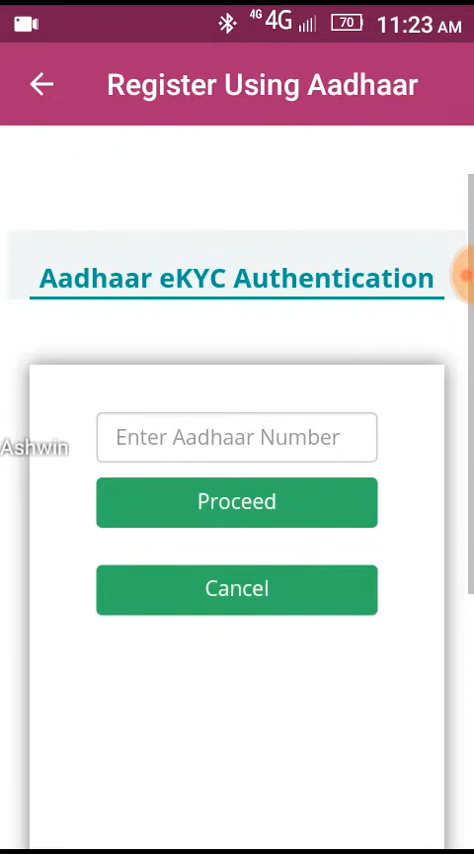 4G 4G 70 11:23 AM
Register Using Aadhaar
Aadhaar eKYC Authentication
Enter Aadhaar Number
Ashwin
Proceed
Cancel